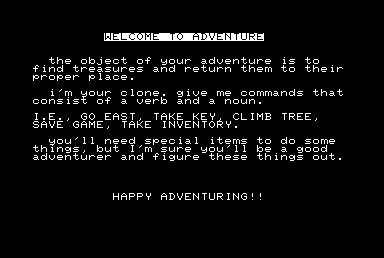 WELCOME TO ADVENTURE
the object of your adventure is to
find treasures and return them to their
proper place.
i'm your clone. give me commands that
consist of a verb and a noun.
I.E., GO EAST, TAKE KEY, CLIMB TREE,
SAVE GAME, TAKE INVENTORY.
you'll need special items to do some
things, but I'm sure you'll be a good
adventurer and figure these things out.
HAPPY ADVENTURING!!